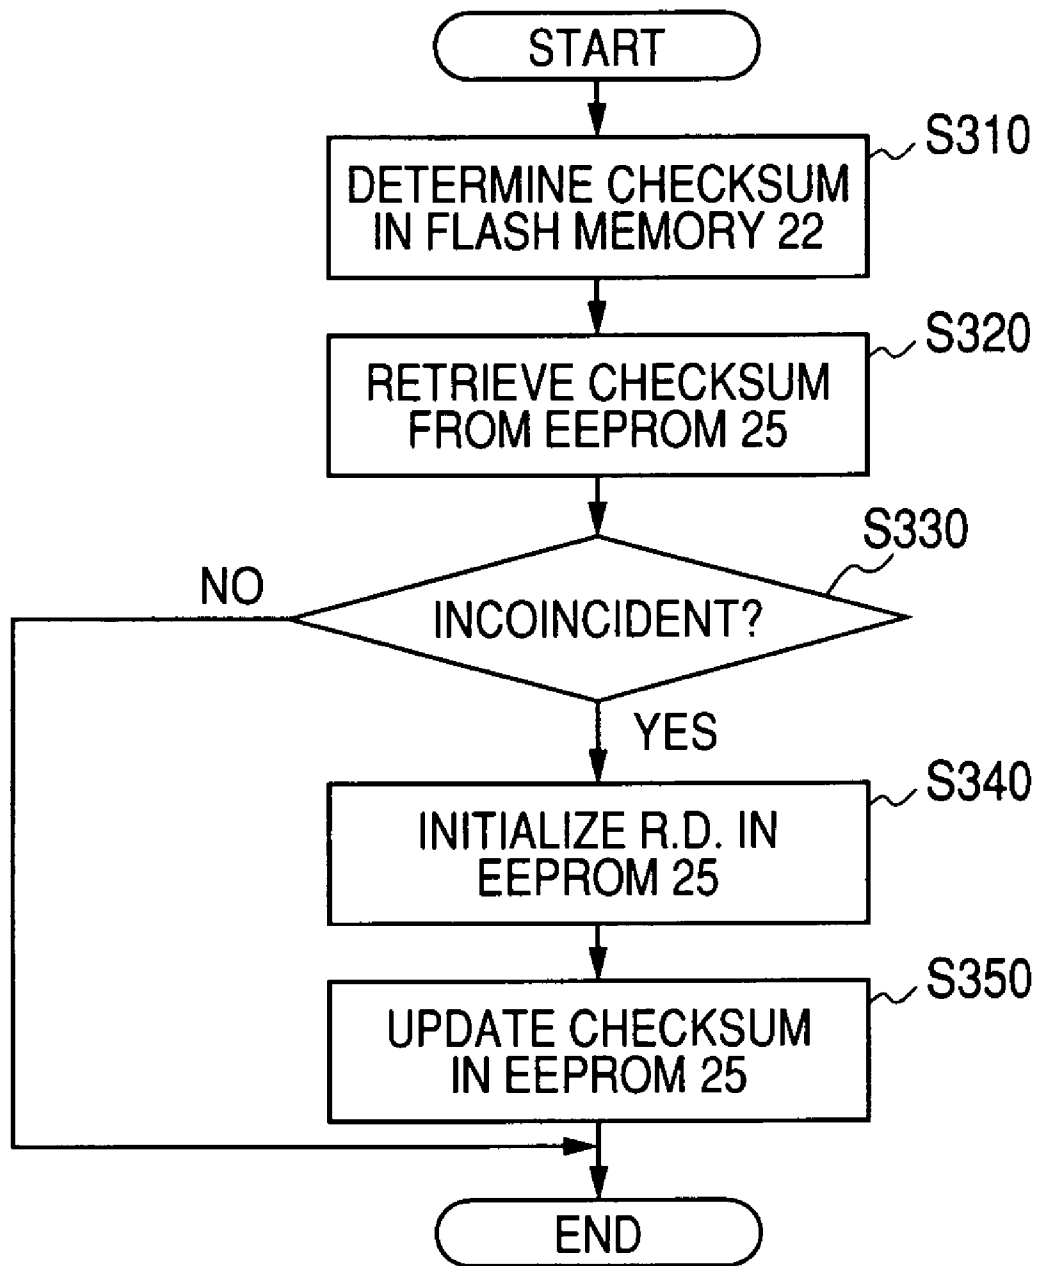 START
S310
DETERMINE CHECKSUM
IN FLASH MEMORY 22
S320
RETRIEVE CHECKSUM
FROM EEPROM 25
S330
NO
INCOINCIDENT?
YES
S340
INITIALIZE R.D. IN
EEPROM 25
S350
UPDATE CHECKSUM
IN EEPROM 25
END